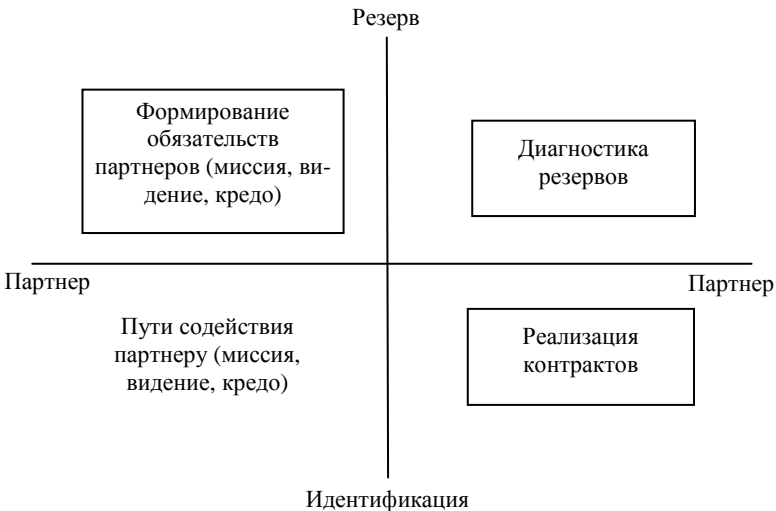 Резерв
Формирование
обязательств
партнеров (миссия, ви-
дение, кредо)
Диагностика
резервов
Партнер
Партнер
Пути содействия
партнеру (миссия,
видение, кредо)
Реализация
контрактов
Идентификация